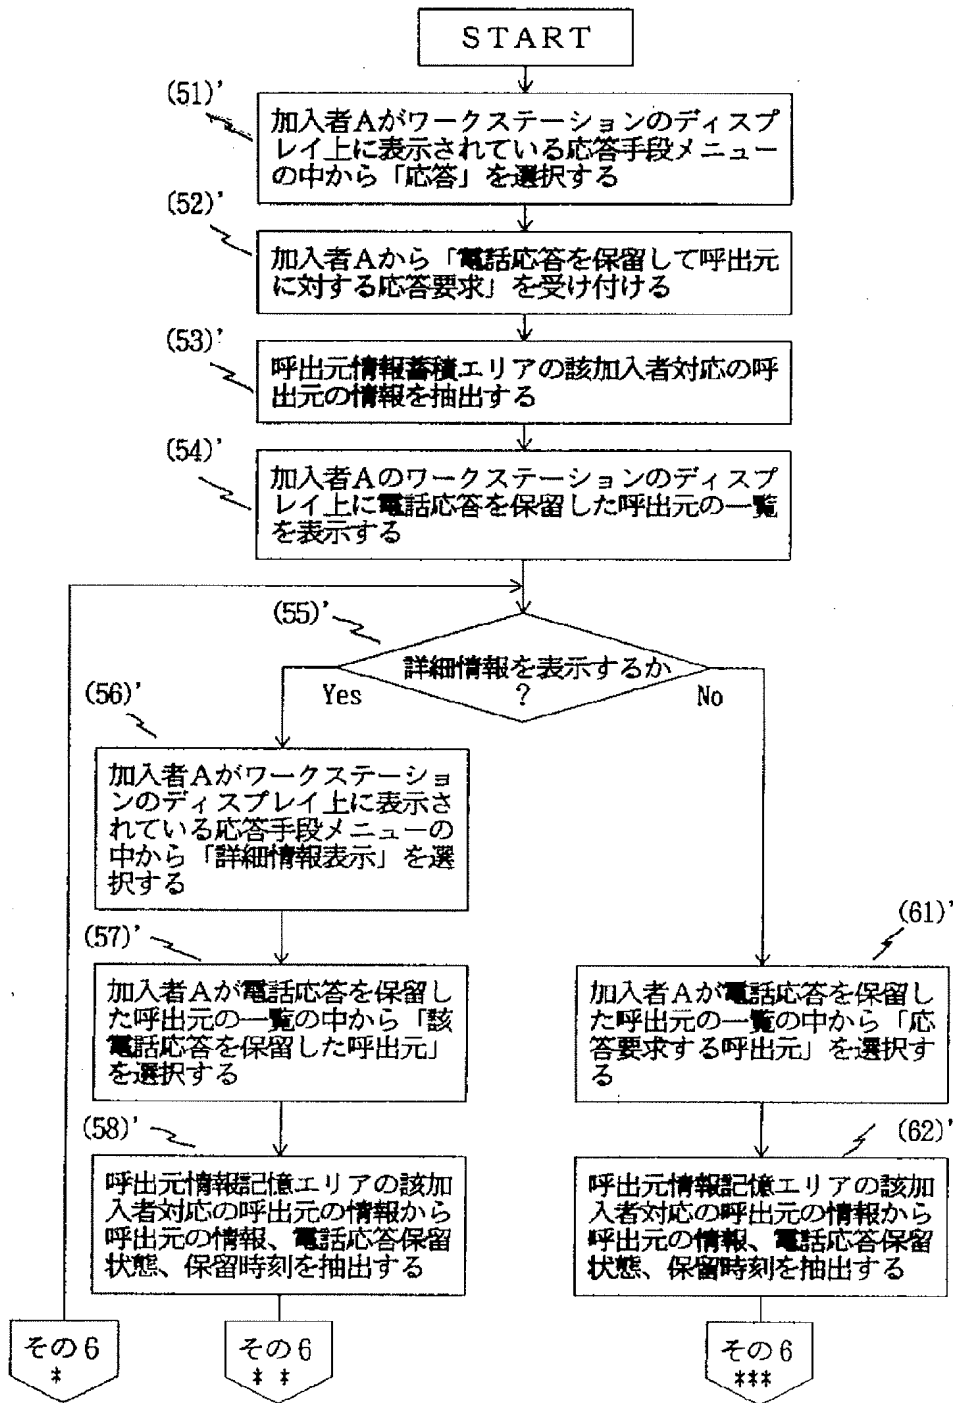 START
(51)'
加入者Aがワークステーションのディスプ
レイ上に表示されている応答手段メニュー
の中から「応答」を選択する
(52)'
加入者Aから「電話応答を保留して呼出元
に対する応答要求」を受け付ける
(53)'
呼出元情報蓄積エリアの該加入者対応の呼
出元の情報を抽出する
(54)'
加入者Aのワークステーションのディスプ
レイ上に電話応答を保留した呼出元の一覧
を表示する
(55)'
詳細情報を表示するか
?
Yes
No
(56)'
加入者Aがワークステーショ
ンのディスプレイ上に表示さ
れている応答手段メニューの
中から「詳細情報表示」を選
択する
(57)'
加入者Aが電話応答を保留し
た呼出元の一覧の中から「該
電話応答を保留した呼出元」
を選択する
(58)'
呼出元情報記憶エリアの該加
入者対応の呼出元の情報から
呼出元の情報、電話応答保留
状態、保留時刻を抽出する
(61)'
加入者Aが電話応答を保留し
た呼出元の一覧の中から「応
答要求する呼出元」を選択す
る
(62)'
呼出元情報記憶エリアの該加
入者対応の呼出元の情報から
呼出元の情報、電話応答保留
状態、保留時刻を抽出する
その6
*
その6
* *
その6
***